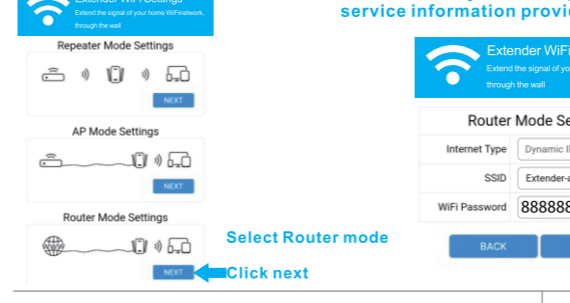 Extender WiFi Settings
Extend the signal of your home WiFinetwork,
through the wall
Repeater Mode Settings
NEXT
AP Mode Settings
NEXT
Router Mode Settings
NEXT
Select Router mode
Click next
service information provi
Extender WiFi
Extend the signal of yo
through the wall
Router Mode Se
Internet Type
Dynamic I
SSID
Extender-a
WiFi Password
888888
BACK